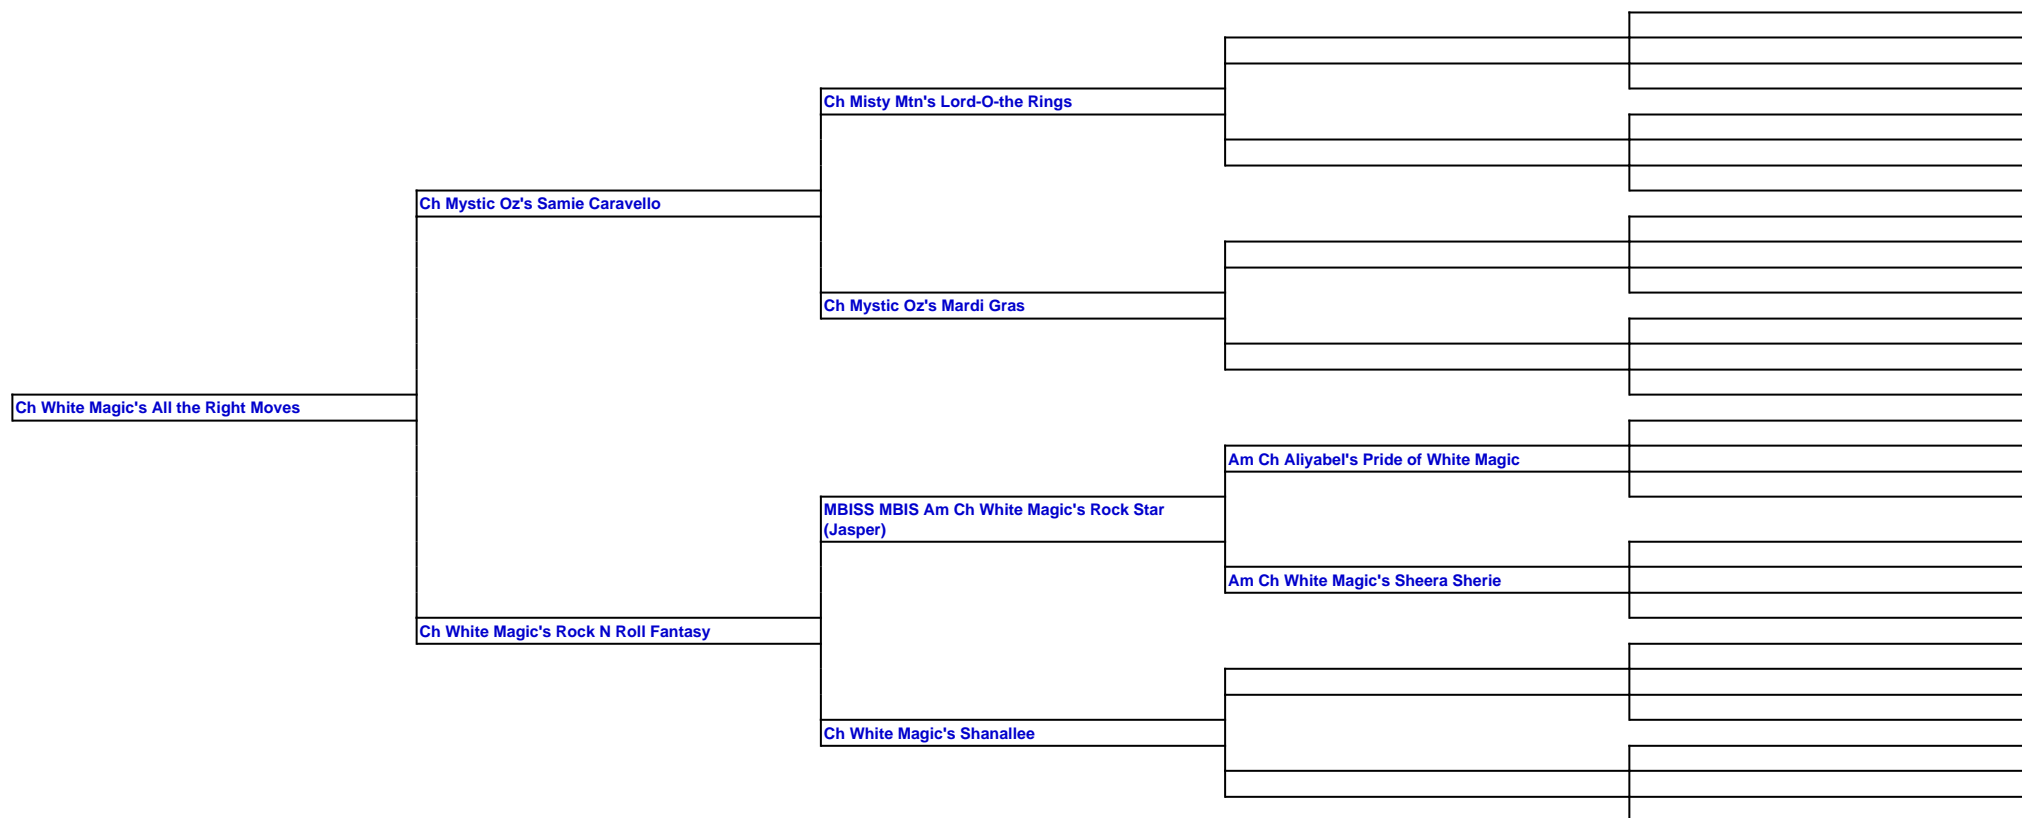 Ch Misty Mtn's Lord-O-the Rings
Ch Mystic Oz's Samie Caravello
Ch Mystic Oz's Mardi Gras
Ch White Magic's All the Right Moves
Am Ch Aliyabel's Pride of White Magic
MBISS MBIS Am Ch White Magic's Rock Star
(Jasper)
Am Ch White Magic's Sheera Sherie
Ch White Magic's Rock N Roll Fantasy
Ch White Magic's Shanallee